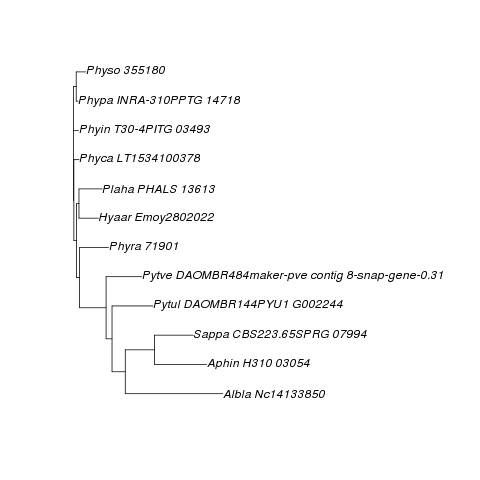 Physo 355180
Phypa INRA-310PPTG 14718
Phyin T30-4PITG 03493
Phyca LT1534100378
Plaha PHALS 13613
Hyaar Emoy2802022
Phyra 71901
Pytve DAOMBR484maker-pve contig 8-snap-gene-0.31
Pytul DAOMBR144PYU1 G002244
Sappa CBS223.65SPRG 07994
Aphin H310 03054
Albla Nc14133850